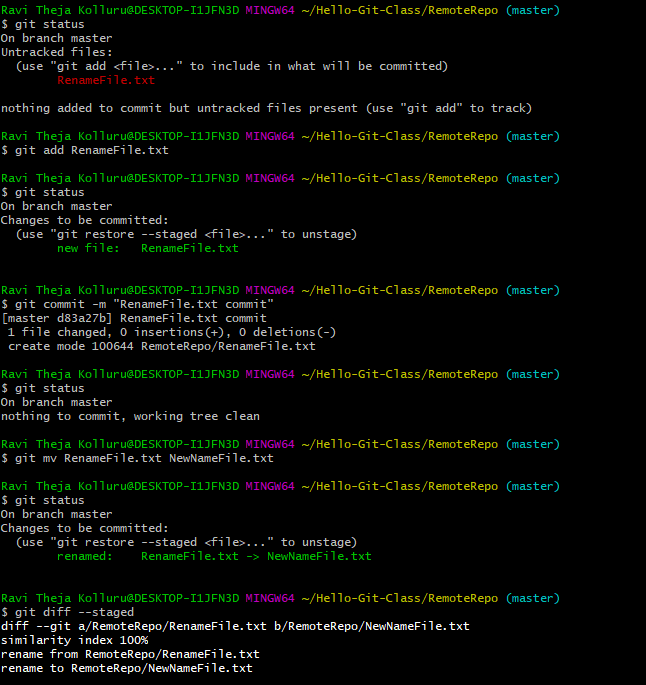 Ravi Theja Kolluru@DESKTOP-I1JFN3D MINGW64 ~/Hello-Git-Class/RemoteRepo (master)
$ git status
On branch master
Untracked files:
  (use "git add <file>..." to include in what will be committed)
        RenameFile.txt

nothing added to commit but untracked files present (use "git add" to track)

Ravi Theja Kolluru@DESKTOP-I1JFN3D MINGW64 ~/Hello-Git-Class/RemoteRepo (master)
$ git add RenameFile.txt

Ravi Theja Kolluru@DESKTOP-I1JFN3D MINGW64 ~/Hello-Git-Class/RemoteRepo (master)
$ git status
On branch master
Changes to be committed:
  (use "git restore --staged <file>..." to unstage)
        new file:   RenameFile.txt


Ravi Theja Kolluru@DESKTOP-I1JFN3D MINGW64 ~/Hello-Git-Class/RemoteRepo (master)
$ git commit -m "RenameFile.txt commit"
[master d83a27b] RenameFile.txt commit
 1 file changed, 0 insertions(+), 0 deletions(-)
 create mode 100644 RemoteRepo/RenameFile.txt

Ravi Theja Kolluru@DESKTOP-I1JFN3D MINGW64 ~/Hello-Git-Class/RemoteRepo (master)
$ git status
On branch master
nothing to commit, working tree clean

Ravi Theja Kolluru@DESKTOP-I1JFN3D MINGW64 ~/Hello-Git-Class/RemoteRepo (master)
$ git mv RenameFile.txt NewNameFile.txt

Ravi Theja Kolluru@DESKTOP-I1JFN3D MINGW64 ~/Hello-Git-Class/RemoteRepo (master)
$ git status
On branch master
Changes to be committed:
  (use "git restore --staged <file>..." to unstage)
        renamed:    RenameFile.txt -> NewNameFile.txt


Ravi Theja Kolluru@DESKTOP-I1JFN3D MINGW64 ~/Hello-Git-Class/RemoteRepo (master)
$ git diff --staged
diff --git a/RemoteRepo/RenameFile.txt b/RemoteRepo/NewNameFile.txt
similarity index 100%
rename from RemoteRepo/RenameFile.txt
rename to RemoteRepo/NewNameFile.txt